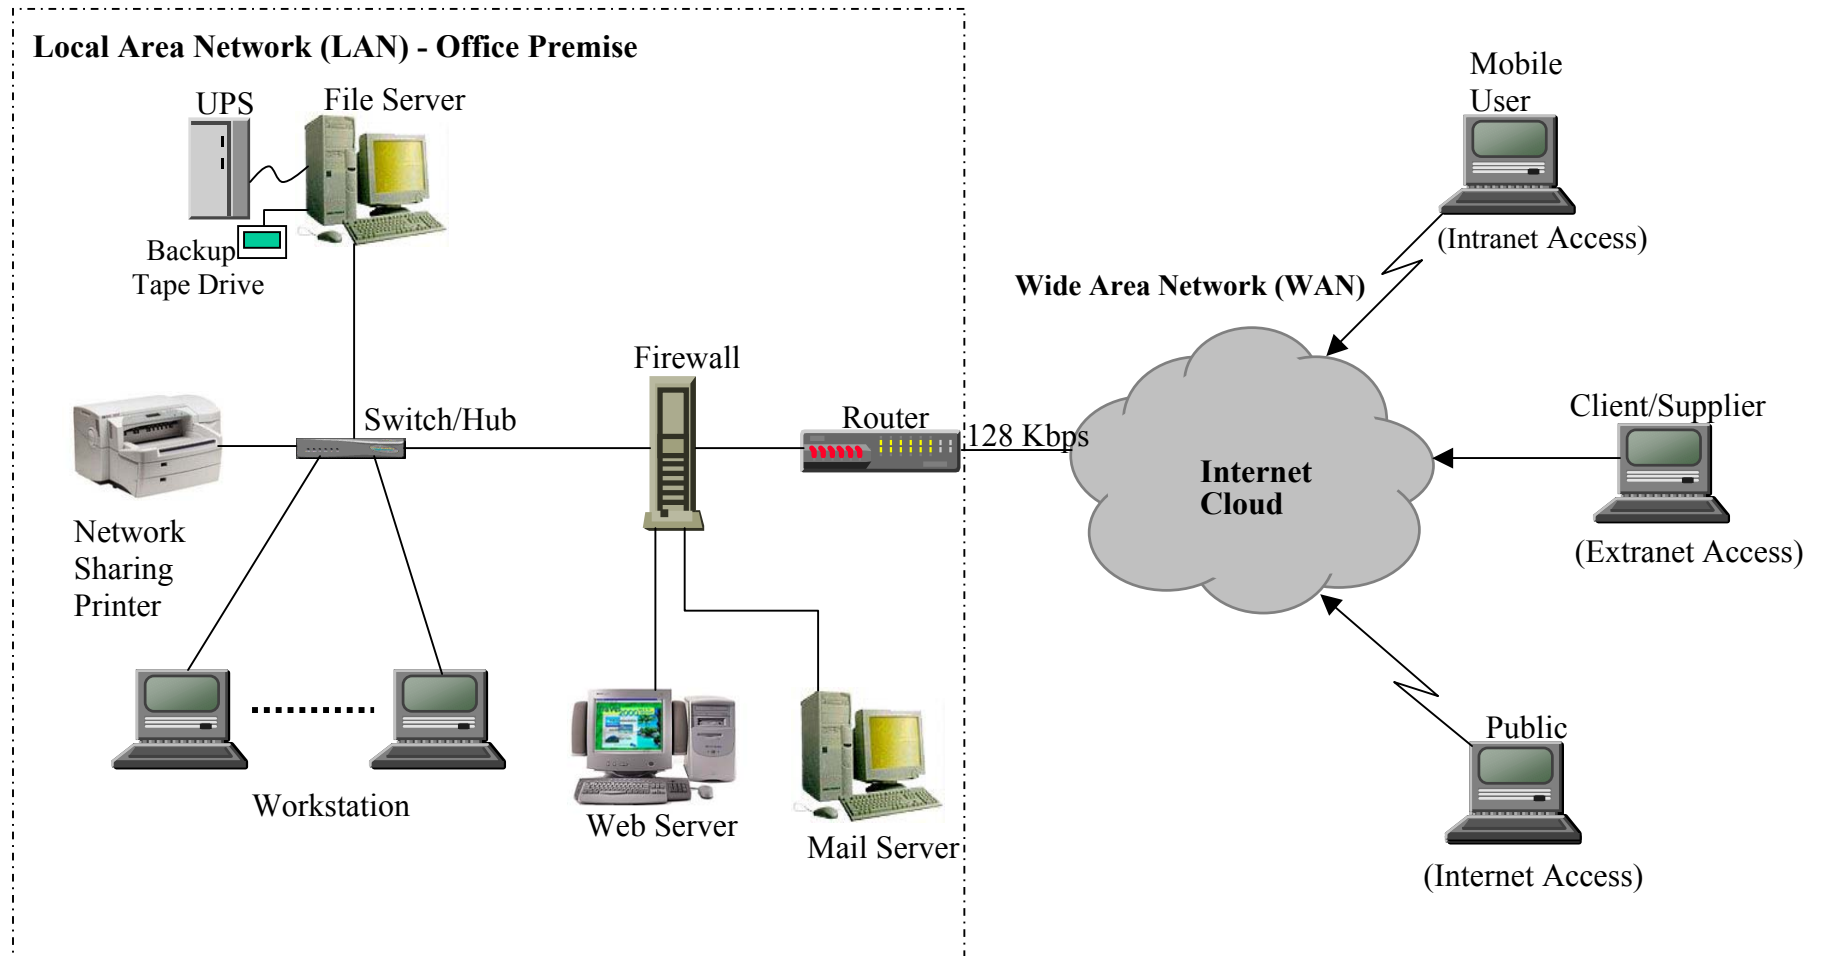 Local Area Network (LAN) - Office Premise
UPS
File Server
Backup
Tape Drive
Network
Sharing
Printer
Switch/Hub
Firewall
Router
128 Kbps
Workstation
Web Server
Mail Server
Wide Area Network (WAN)
Internet
Cloud
Mobile
User
(Intranet Access)
Client/Supplier
(Extranet Access)
Public
(Internet Access)